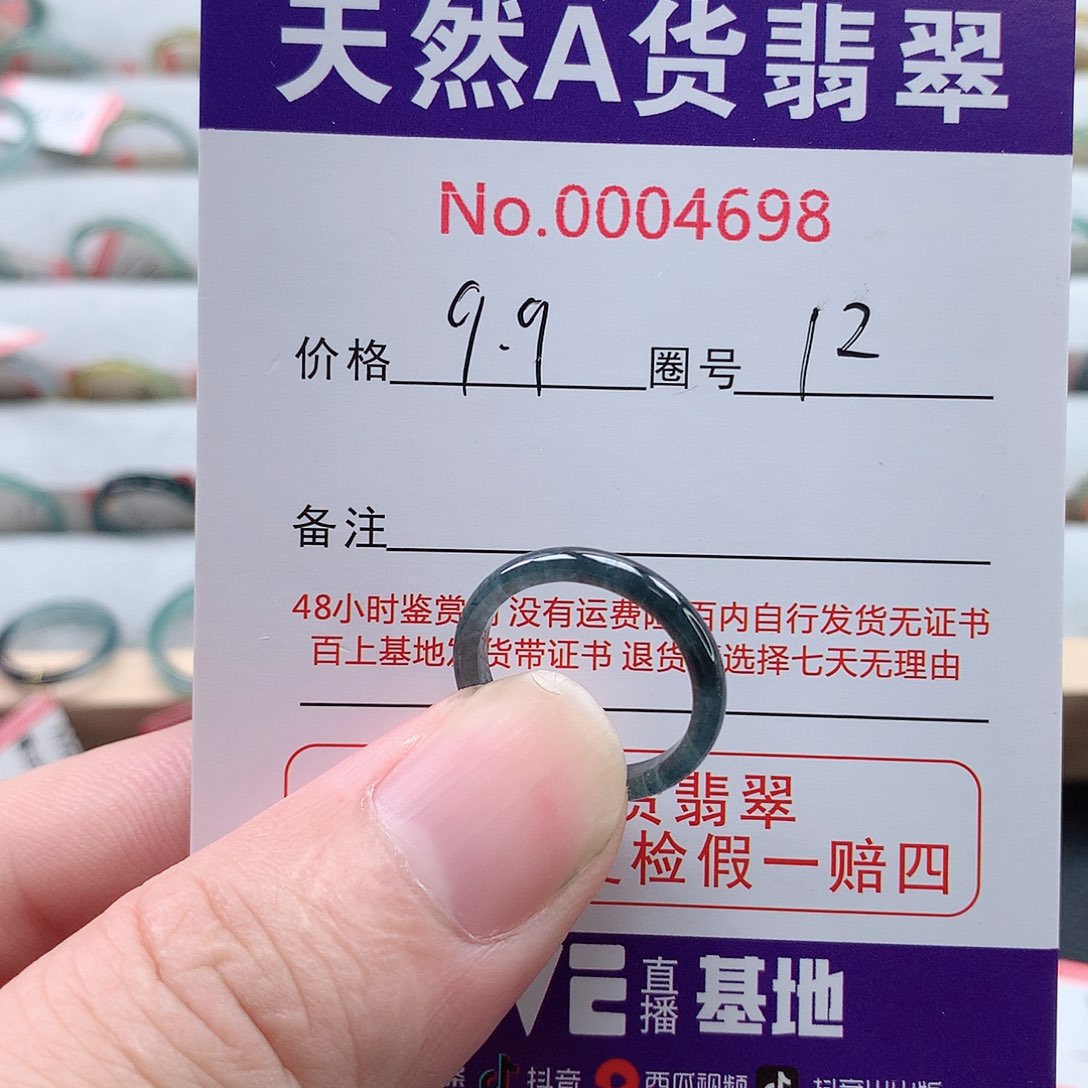 天然A货翡翠
No.0004698
价格 9.9 圈号 12
备注
48小时鉴赏 没有运费 百内自行发货无证书
百上基地 货带证书 退货 选择七天无理由
货翡翠
检假一赔四
VE 直播 基地
抖音 西瓜视频